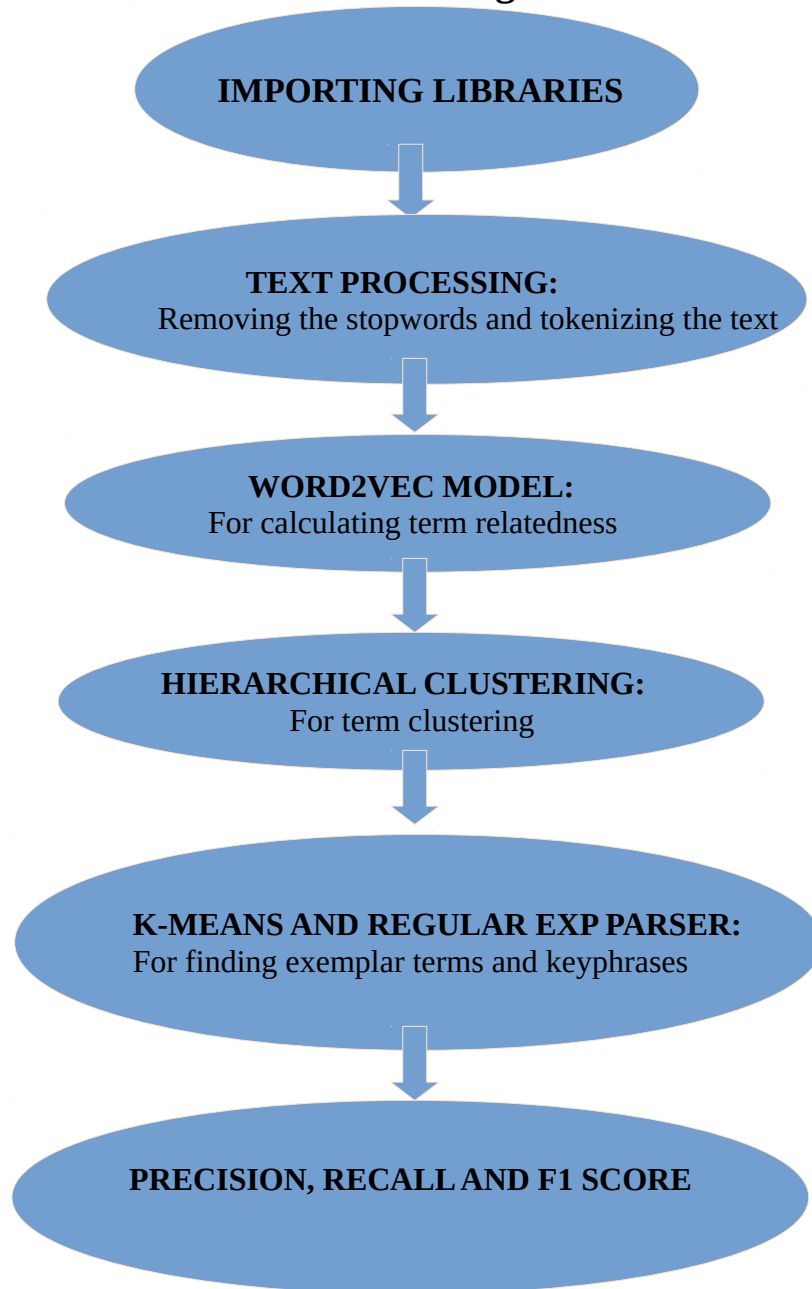 IMPORTING LIBRARIES
TEXT PROCESSING:
Removing the stopwords and tokenizing the text
WORD2VEC MODEL:
For calculating term relatedness
HIERARCHICAL CLUSTERING:
For term clustering
K-MEANS AND REGULAR EXP PARSER:
For finding exemplar terms and keyphrases
PRECISION, RECALL AND F1 SCORE